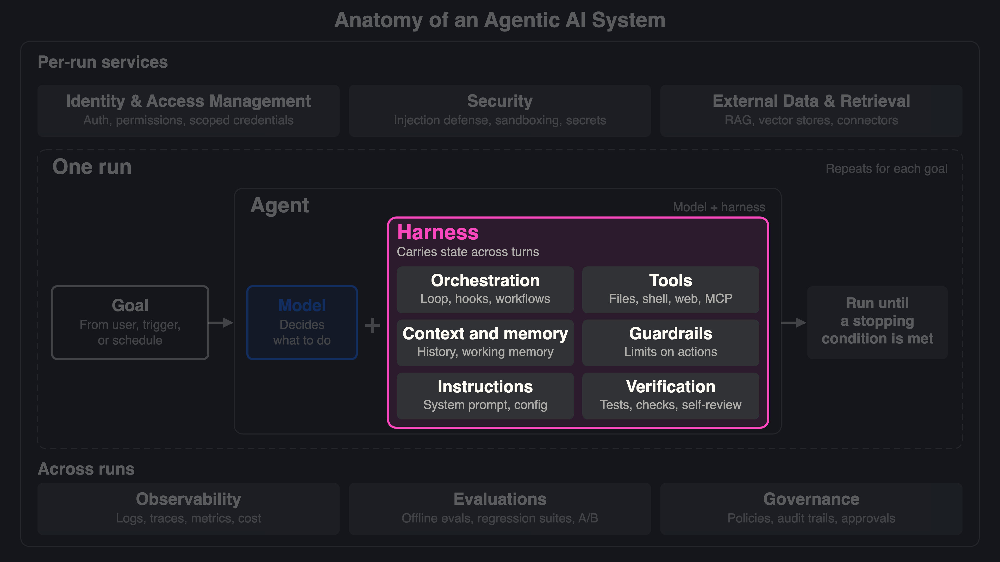 Anatomy of an Agentic AI System
Per-run services
Identity & Access Management
Auth, permissions, scoped credentials
Security
Injection defense, sandboxing, secrets
External Data & Retrieval
RAG, vector stores, connectors
One run
Repeats for each goal
Goal
From user, trigger,
or schedule
Agent
Model + harness
Model
Decides
what to do
+
Harness
Carries state across turns
Orchestration
Loop, hooks, workflows
Tools
Files, shell, web, MCP
Context and memory
History, working memory
Guardrails
Limits on actions
Instructions
System prompt, config
Verification
Tests, checks, self-review
Run until
a stopping
condition is met
Across runs
Observability
Logs, traces, metrics, cost
Evaluations
Offline evals, regression suites, A/B
Governance
Policies, audit trails, approvals